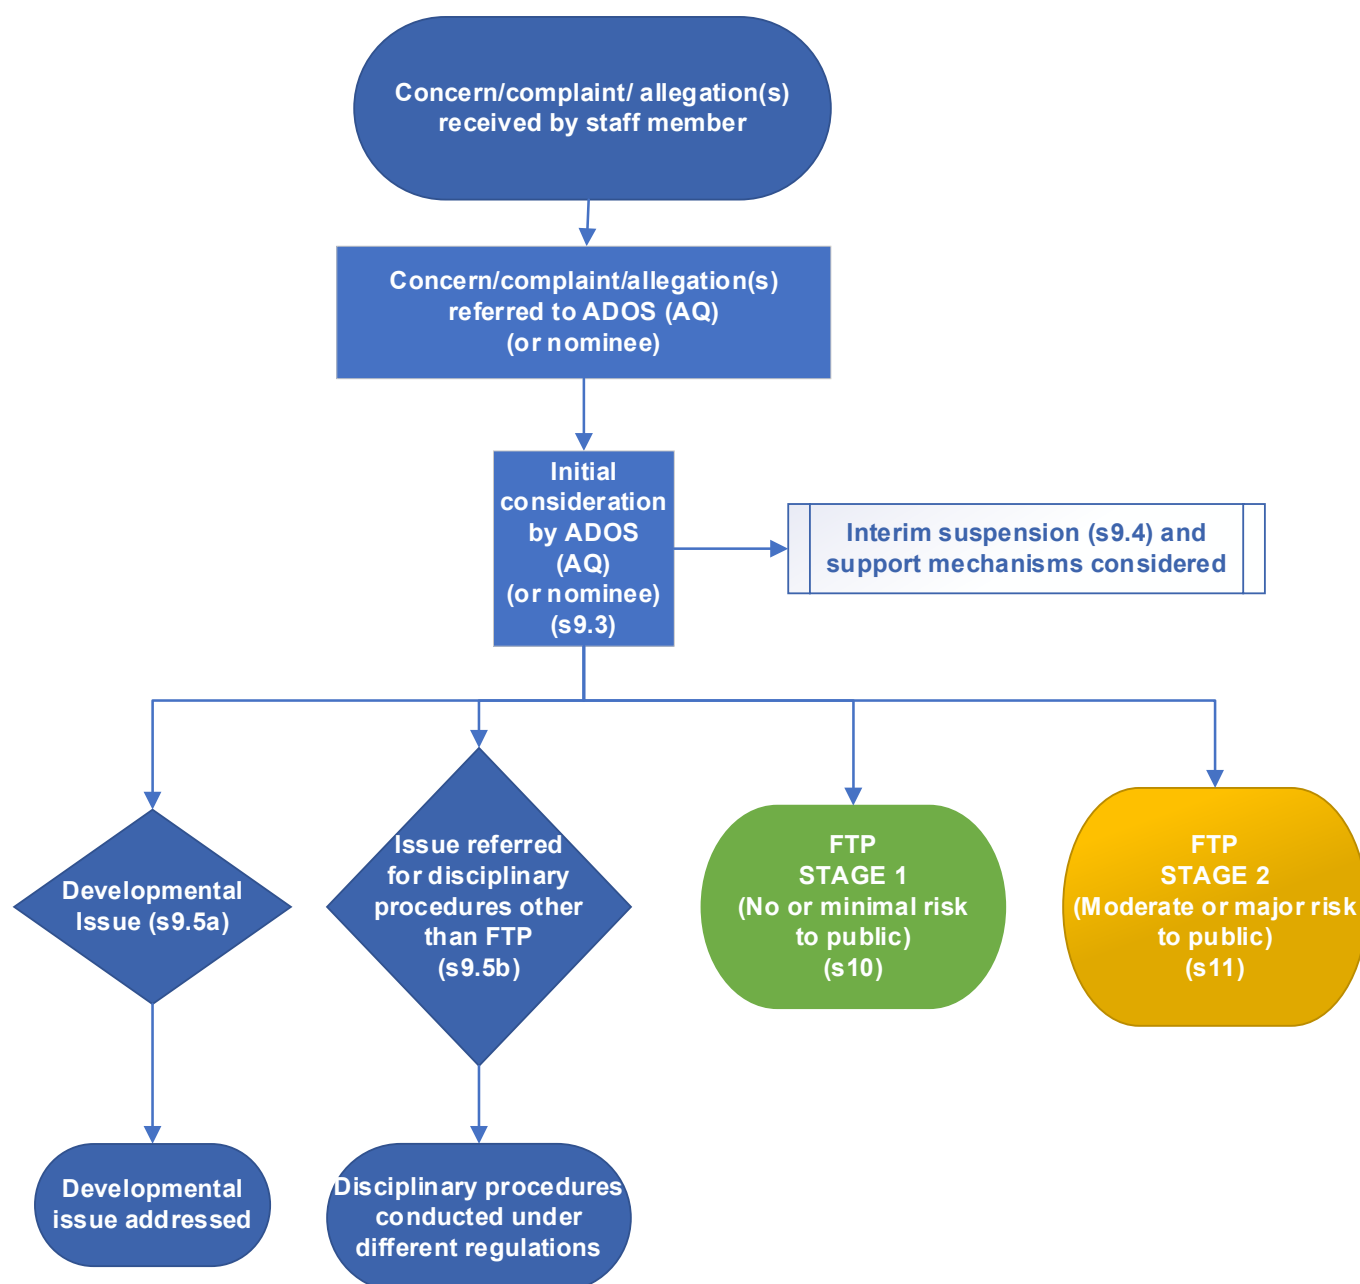 Concern/complaint/ allegation(s)
received by staff member
Concern/complaint/allegation(s)
referred to ADOS (AQ)
(or nominee)
Initial
consideration
by ADOS
(AQ)
(or nominee)
(s9.3)
Interim suspension (s9.4) and
support mechanisms considered
Developmental
Issue (s9.5a)
Issue referred
for disciplinary
procedures other
than FTP
(s9.5b)
FTP
STAGE 1
(No or minimal risk
to public)
(s10)
FTP
STAGE 2
(Moderate or major risk
to public)
(s11)
Developmental
issue addressed
Disciplinary procedures
conducted under
different regulations